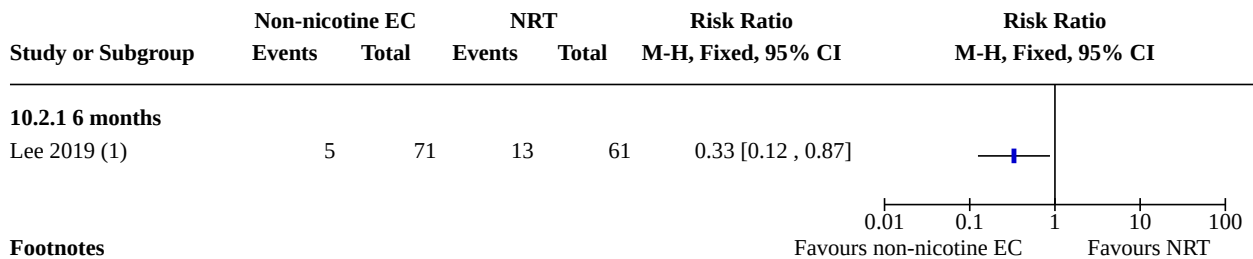 Non-nicotine EC NRT Risk Ratio Risk Ratio
Study or Subgroup Events Total Events Total M-H, Fixed, 95% CI M-H, Fixed, 95% CI
10.2.1 6 months
Lee 2019 (1) 5 71 13 61 0.33 [0.12 , 0.87]
0.01 0.1 1 10 100
Footnotes Favours non-nicotine EC Favours NRT